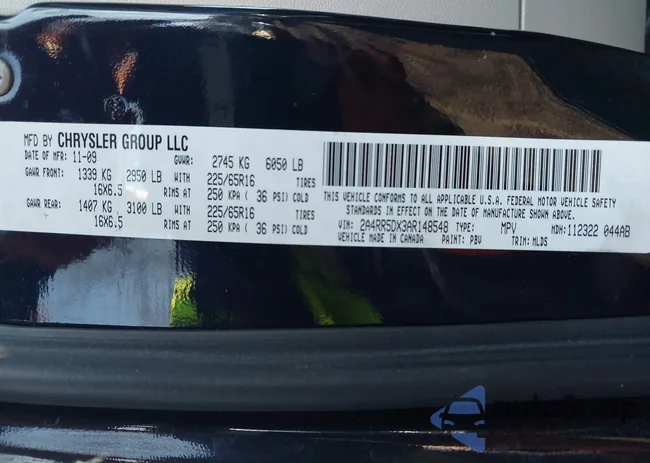 MFD BY CHRYSLER GROUP LLC
DATE OF MFR: 11-09 GVWR: 2745 KG 6050 LB
GAWR FRONT: 1339 KG 2950 LB WITH 225/65R16 TIRES
16X6.5 RIMS AT 250 KPA ( 36 PSI) COLD
GAWR REAR: 1407 KG 3100 LB WITH 225/65R16 TIRES
16X6.5 RIMS AT 250 KPA ( 36 PSI) COLD
THIS VEHICLE CONFORMS TO ALL APPLICABLE U.S.A. FEDERAL MOTOR VEHICLE SAFETY
STANDARDS IN EFFECT ON THE DATE OF MANUFACTURE SHOWN ABOVE.
VIN: 2A4RR5DX3AR148548 TYPE: MPV MDH: 112322 044AB
VEHICLE MADE IN CANADA PAINT: PBV TRIM: MLDS